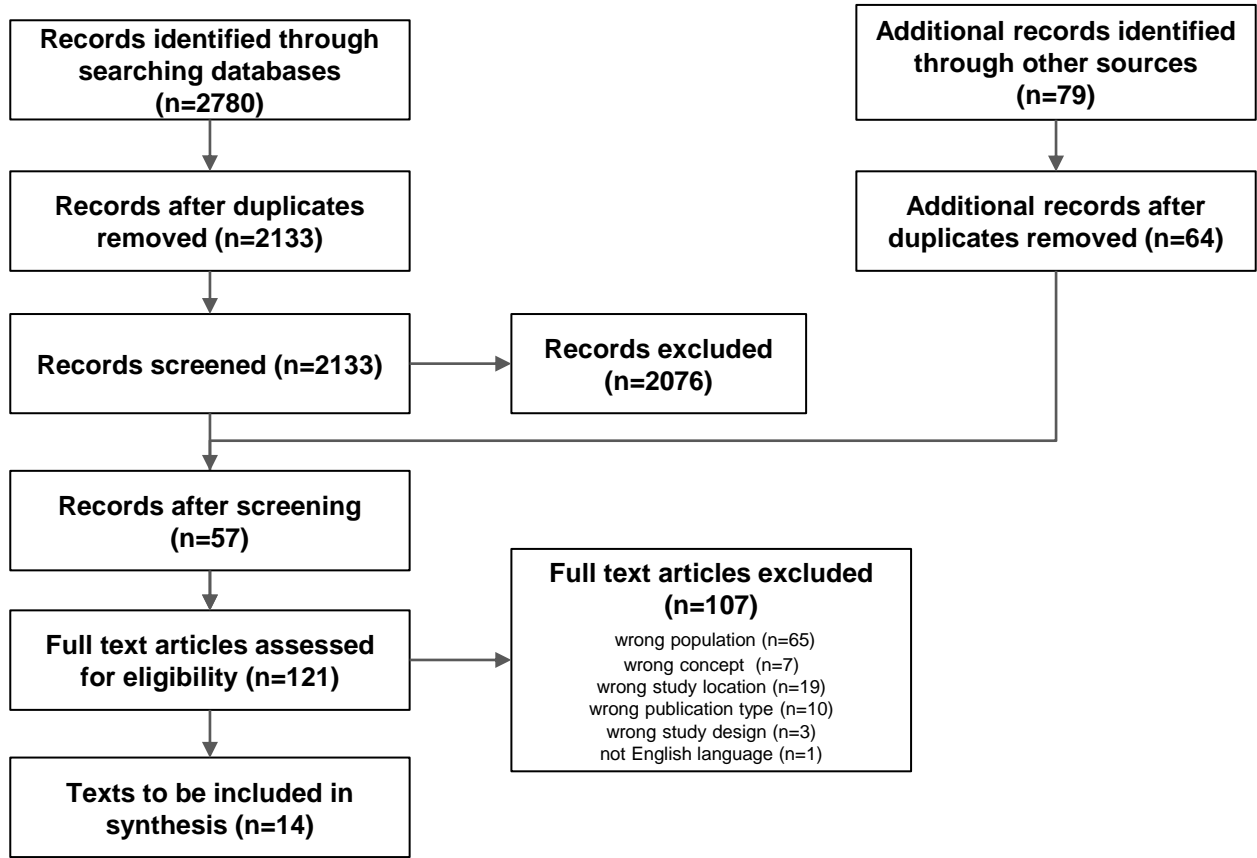 Records identified through
searching databases
(n=2780)
Additional records identified
through other sources
(n=79)
Records after duplicates
removed (n=2133)
Additional records after
duplicates removed (n=64)
Records screened (n=2133)
Records excluded
(n=2076)
Records after screening
(n=57)
Full text articles assessed
for eligibility (n=121)
Full text articles excluded
(n=107)
wrong population (n=65)
wrong concept (n=7)
wrong study location (n=19)
wrong publication type (n=10)
wrong study design (n=3)
not English language (n=1)
Texts to be included in
synthesis (n=14)